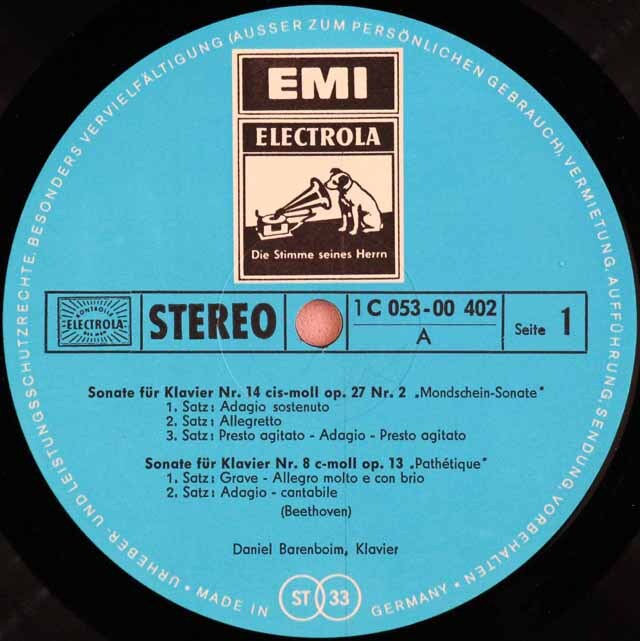 URHEBER- UND LEISTUNGSSCHUTZRECHTE, BESONDERS VERVIELFÄLTIGUNG (AUSSER ZUM PERSÖNLICHEN GEBRAUCH), VERMIETUNG, AUFFÜHRUNG, SENDUNG, VORBEHALTEN
EMI
ELECTROLA
Die Stimme seines Herrn
KONTROLLE
ELECTROLA
STEREO
1 C 053-00 402
A
Seite 1
Sonate für Klavier Nr. 14 cis-moll op. 27 Nr. 2 „Mondschein-Sonate"
1. Satz: Adagio sostenuto
2. Satz: Allegretto
3. Satz: Presto agitato - Adagio - Presto agitato
Sonate für Klavier Nr. 8 c-moll op. 13 „Pathétique"
1. Satz: Grave - Allegro molto e con brio
2. Satz: Adagio - cantabile
(Beethoven)
Daniel Barenboim, Klavier
• MADE IN ST 33 GERMANY •